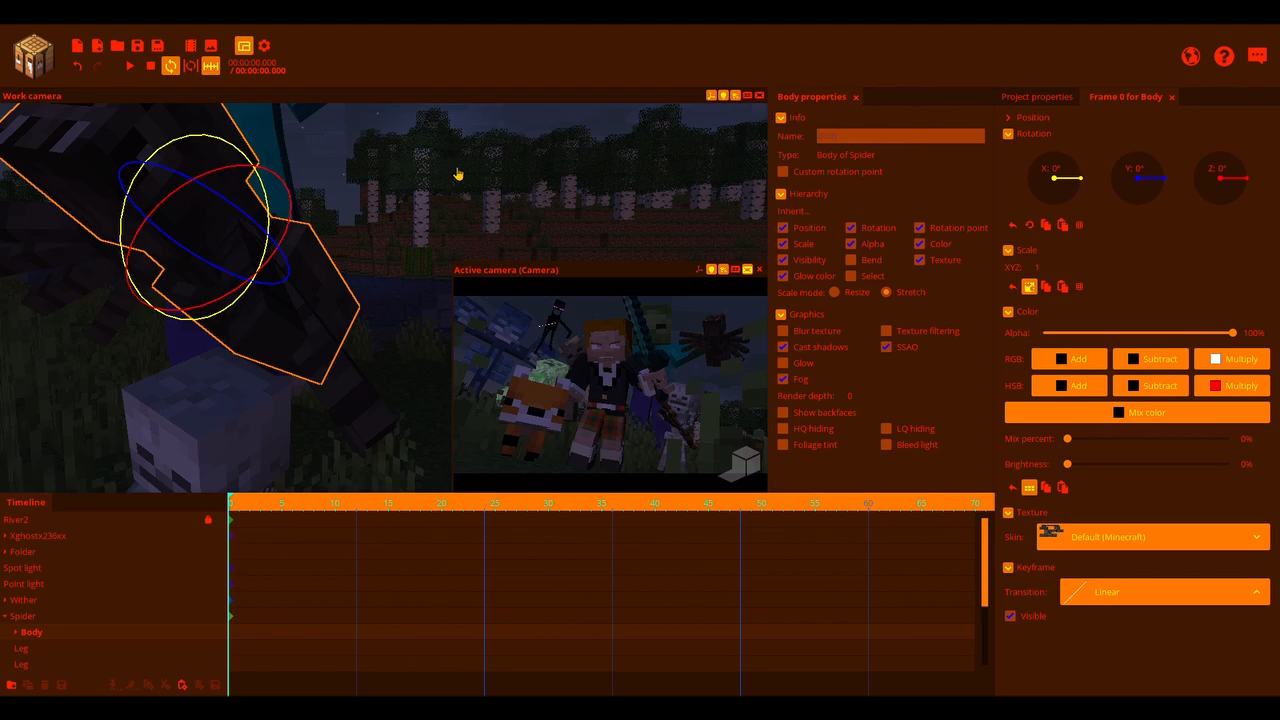 00:00:00.000
/ 00:00:00.000
Work camera
Body properties
Project properties
Frame 0 for Body
Info
Name:
Type: Body of Spider
Custom rotation point
Hierarchy
Inherit...
Position Rotation Rotation point
Scale Alpha Color
Visibility Bend Texture
Glow color Select
Scale mode: Resize Stretch
Graphics
Blur texture Texture filtering
Cast shadows SSAO
Glow
Fog
Render depth: 0
Show backfaces
HQ hiding LQ hiding
Foliage tint Bleed light
Position
Rotation
X: 0° Y: 0° Z: 0°
Scale
XYZ: 1
Color
Alpha: 100%
RGB: Add Subtract Multiply
HSB: Add Subtract Multiply
Mix color
Mix percent: 0%
Brightness: 0%
Texture
Skin: Default (Minecraft)
Keyframe
Transition: Linear
Visible
Active camera (Camera)
Timeline
0 5 10 15 20 25 30 35 40 45 50 55 60 65 70
River2
Xghostx236xx
Folder
Spot light
Point light
Wither
Spider
Body
Leg
Leg